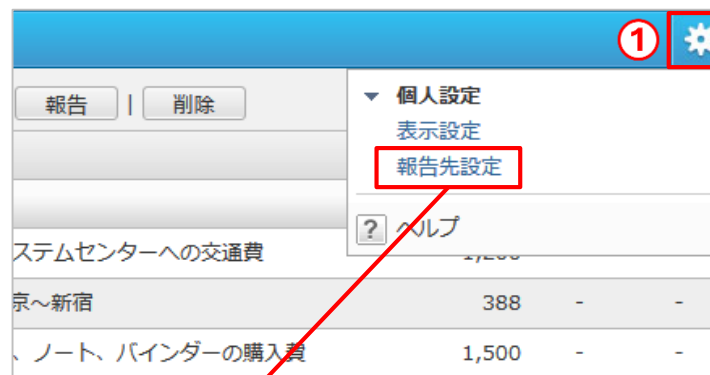 1
報告 | 削除
個人設定
表示設定
報告先設定
? ヘルプ
ステムセンターへの交通費
京～新宿 388 - -
、ノート、バインダーの購入費 1,500 - -